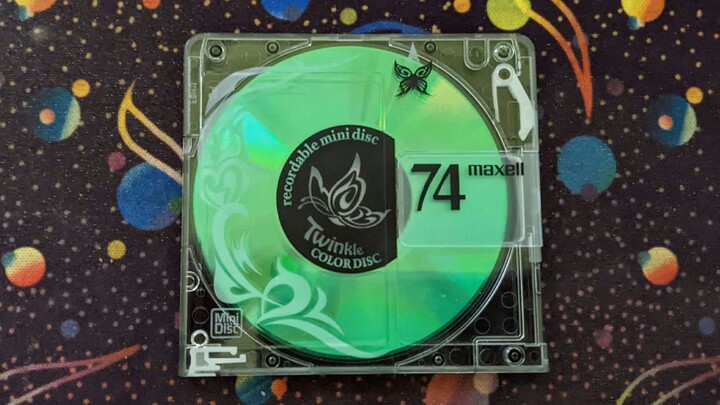 recordable mini disc
74 maxell
Twinkle
COLOR DISC
Mini
Disc